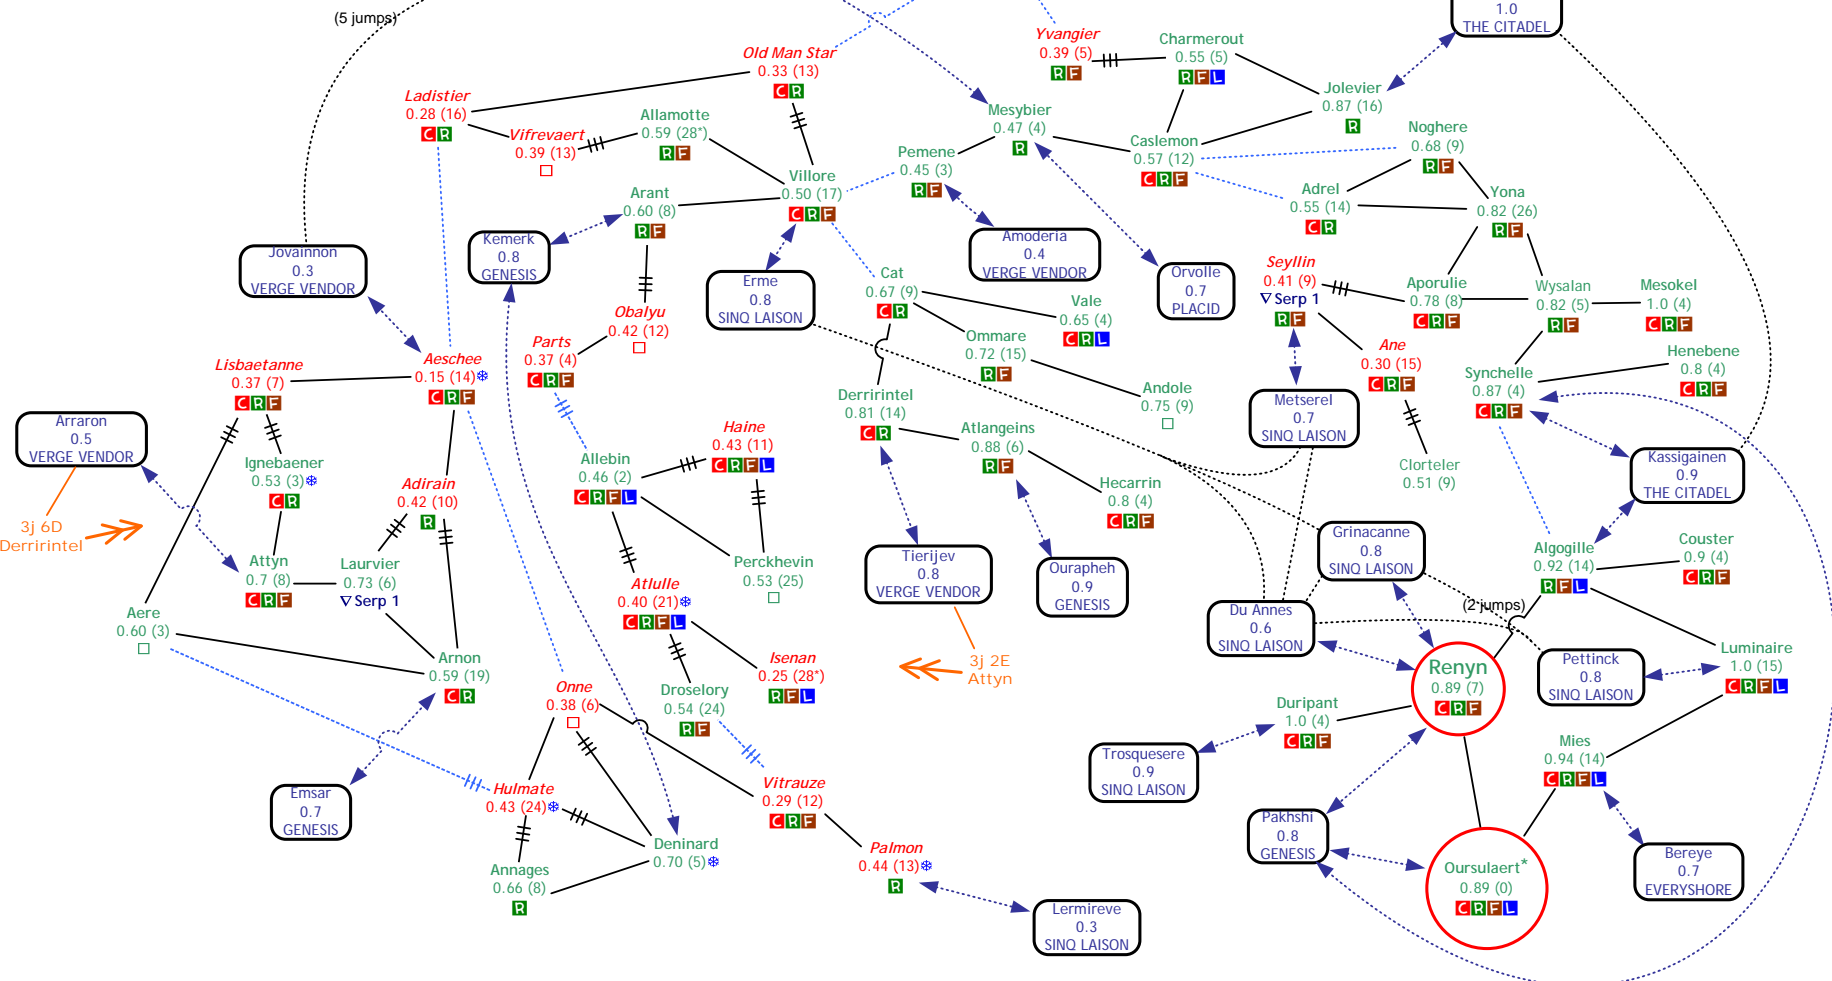 (5 jumps)
1.0
THE CITADEL
Old Man Star
0.33 (13)
C R
Yvangier
0.39 (5)
R F
Charmerout
0.55 (5)
R F L
Jolevier
0.87 (16)
R
Ladistier
0.28 (16)
C R
Vifrevaert
0.39 (13)
Allamotte
0.59 (28*)
R F
Mesybier
0.47 (4)
R
Caslemon
0.57 (12)
C R F
Noghere
0.68 (9)
R F
Pemene
0.45 (3)
R F
Villore
0.50 (17)
C R F
Arant
0.60 (8)
R F
Adrel
0.55 (14)
C R
Yona
0.82 (26)
R F
Jovainnon
0.3
VERGE VENDOR
Kemerk
0.8
GENESIS
Erme
0.8
SINQ LAISON
Amoderia
0.4
VERGE VENDOR
Orvolle
0.7
PLACID
Cat
0.67 (9)
C R
Vale
0.65 (4)
C R L
Seyllin
0.41 (9)
∇ Serp 1
R F
Aporulie
0.78 (8)
C R F
Wysalan
0.82 (5)
R F
Mesokel
1.0 (4)
C R F
Obalyu
0.42 (12)
Parts
0.37 (4)
C R F
Ommare
0.72 (15)
R F
Ane
0.30 (15)
C R F
Henebene
0.8 (4)
C R F
Synchelle
0.87 (4)
C R F
Aeschee
0.15 (14)❄
C R F
Lisbaetanne
0.37 (7)
C R F
Andole
0.75 (9)
Derririntel
0.81 (14)
C R
Metserel
0.7
SINQ LAISON
Arraron
0.5
VERGE VENDOR
Haine
0.43 (11)
C R F L
Atlangeins
0.88 (6)
R F
Allebin
0.46 (2)
C R F L
Clorteler
0.51 (9)
Kassigainen
0.9
THE CITADEL
Ignebaener
0.53 (3)❄
C R
Adirain
0.42 (10)
R
Hecarrin
0.8 (4)
C R F
3j 6D
Derririntel
Grinacanne
0.8
SINQ LAISON
Algogille
0.92 (14)
R F L
Couster
0.9 (4)
C R F
Attyn
0.7 (8)
C R F
Laurvier
0.73 (6)
∇ Serp 1
Perckhevin
0.53 (25)
Tierijev
0.8
VERGE VENDOR
Ourapheh
0.9
GENESIS
Atlulle
0.40 (21)❄
C R F L
Du Annes
0.6
SINQ LAISON
(2 jumps)
Aere
0.60 (3)
Arnon
0.59 (19)
C R
Isenan
0.25 (28*)
R F L
3j 2E
Attyn
Renyn
0.89 (7)
C R F
Pettinck
0.8
SINQ LAISON
Luminaire
1.0 (15)
C R F L
Onne
0.38 (6)
Droselory
0.54 (24)
R F
Duripant
1.0 (4)
C R F
Trosquesere
0.9
SINQ LAISON
Mies
0.94 (14)
C R F L
Emsar
0.7
GENESIS
Hulmate
0.43 (24)❄
Vitrauze
0.29 (12)
C R F
Pakhshi
0.8
GENESIS
Deninard
0.70 (5)❄
Palmon
0.44 (13)❄
R
Annages
0.66 (8)
R
Oursulaert*
0.89 (0)
C R F L
Bereye
0.7
EVERYSHORE
Lermireve
0.3
SINQ LAISON